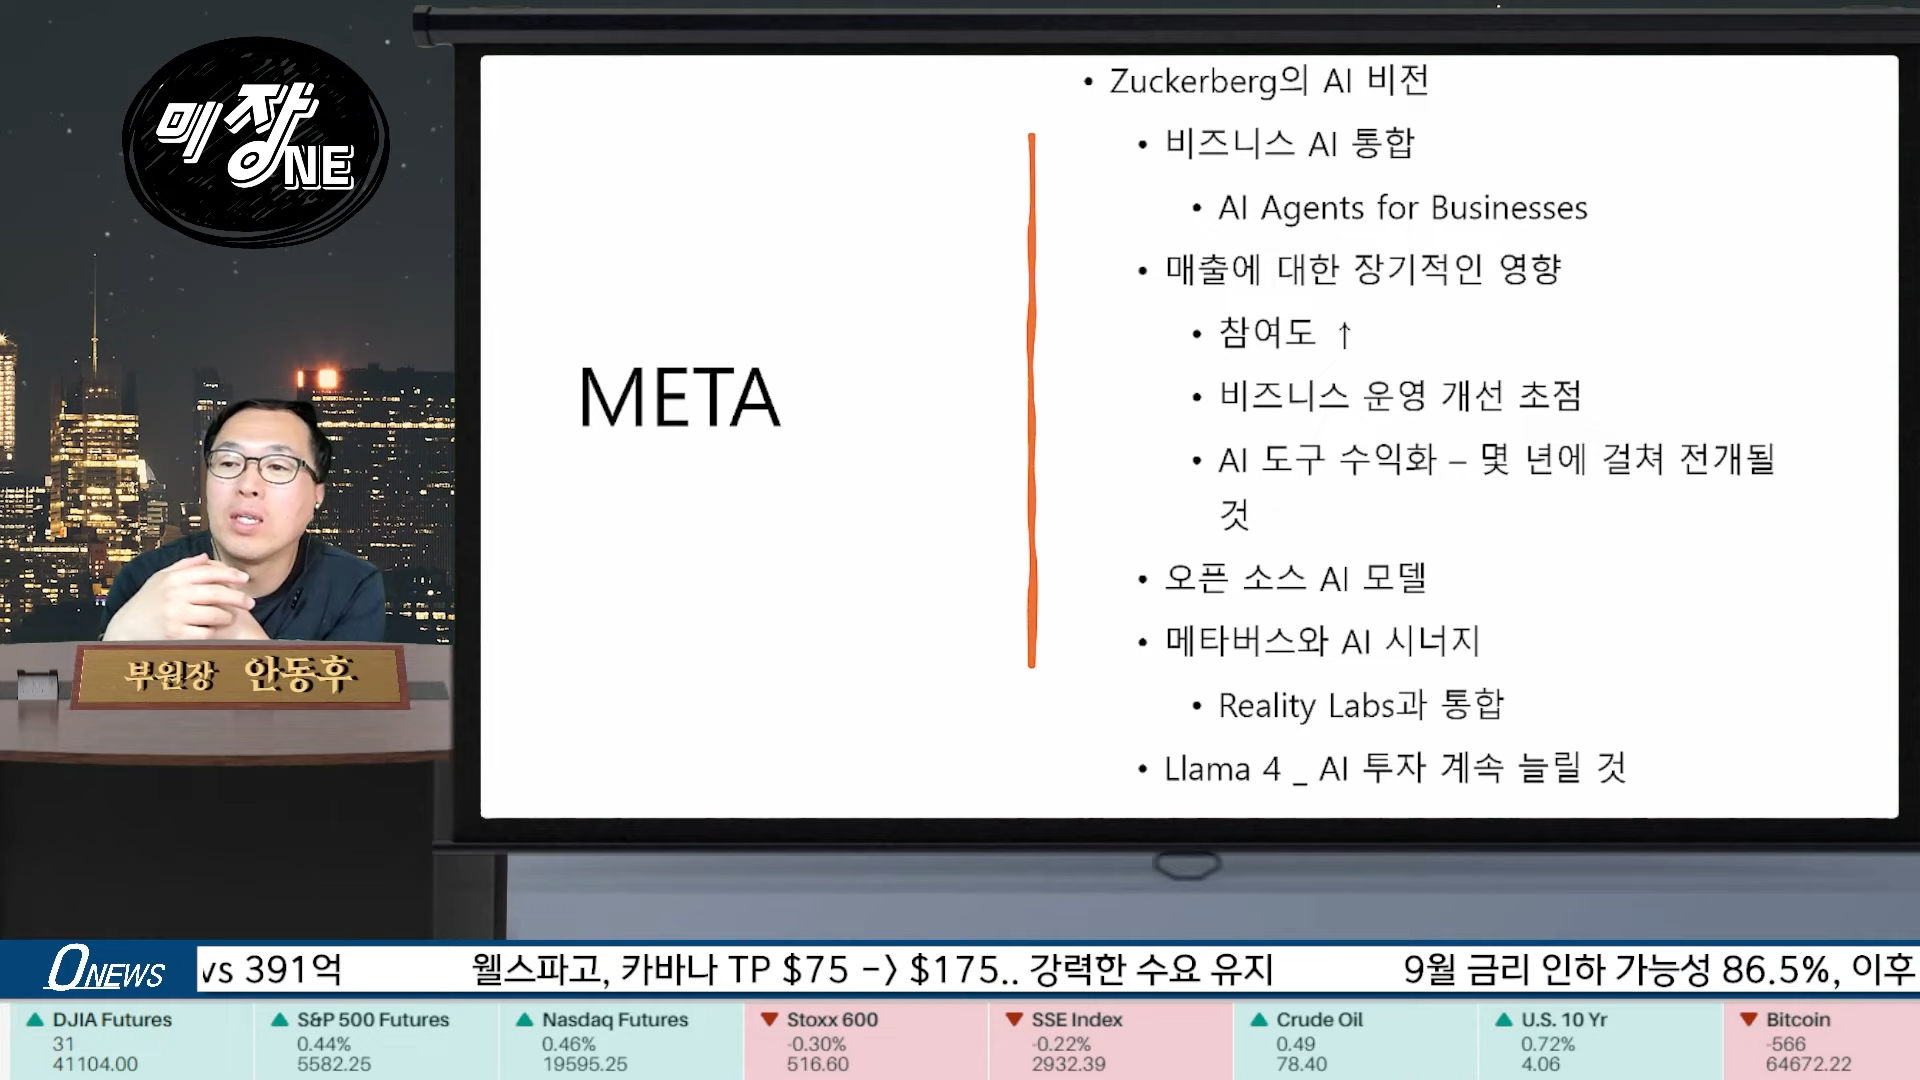 미장NE
META
• Zuckerberg의 AI 비전
• 비즈니스 AI 통합
• AI Agents for Businesses
• 매출에 대한 장기적인 영향
• 참여도 ↑
• 비즈니스 운영 개선 초점
• AI 도구 수익화 – 몇 년에 걸쳐 전개될
것
• 오픈 소스 AI 모델
• 메타버스와 AI 시너지
• Reality Labs과 통합
• Llama 4 _ AI 투자 계속 늘릴 것
부원장 안동후
ONEWS
vs 391억 웰스파고, 카바나 TP $75 -> $175.. 강력한 수요 유지 9월 금리 인하 가능성 86.5%, 이후
▲ DJIA Futures
31
41104.00
▲ S&P 500 Futures
0.44%
5582.25
▲ Nasdaq Futures
0.46%
19595.25
▼ Stoxx 600
-0.30%
516.60
▼ SSE Index
-0.22%
2932.39
▲ Crude Oil
0.49
78.40
▲ U.S. 10 Yr
0.72%
4.06
▼ Bitcoin
-566
64672.22